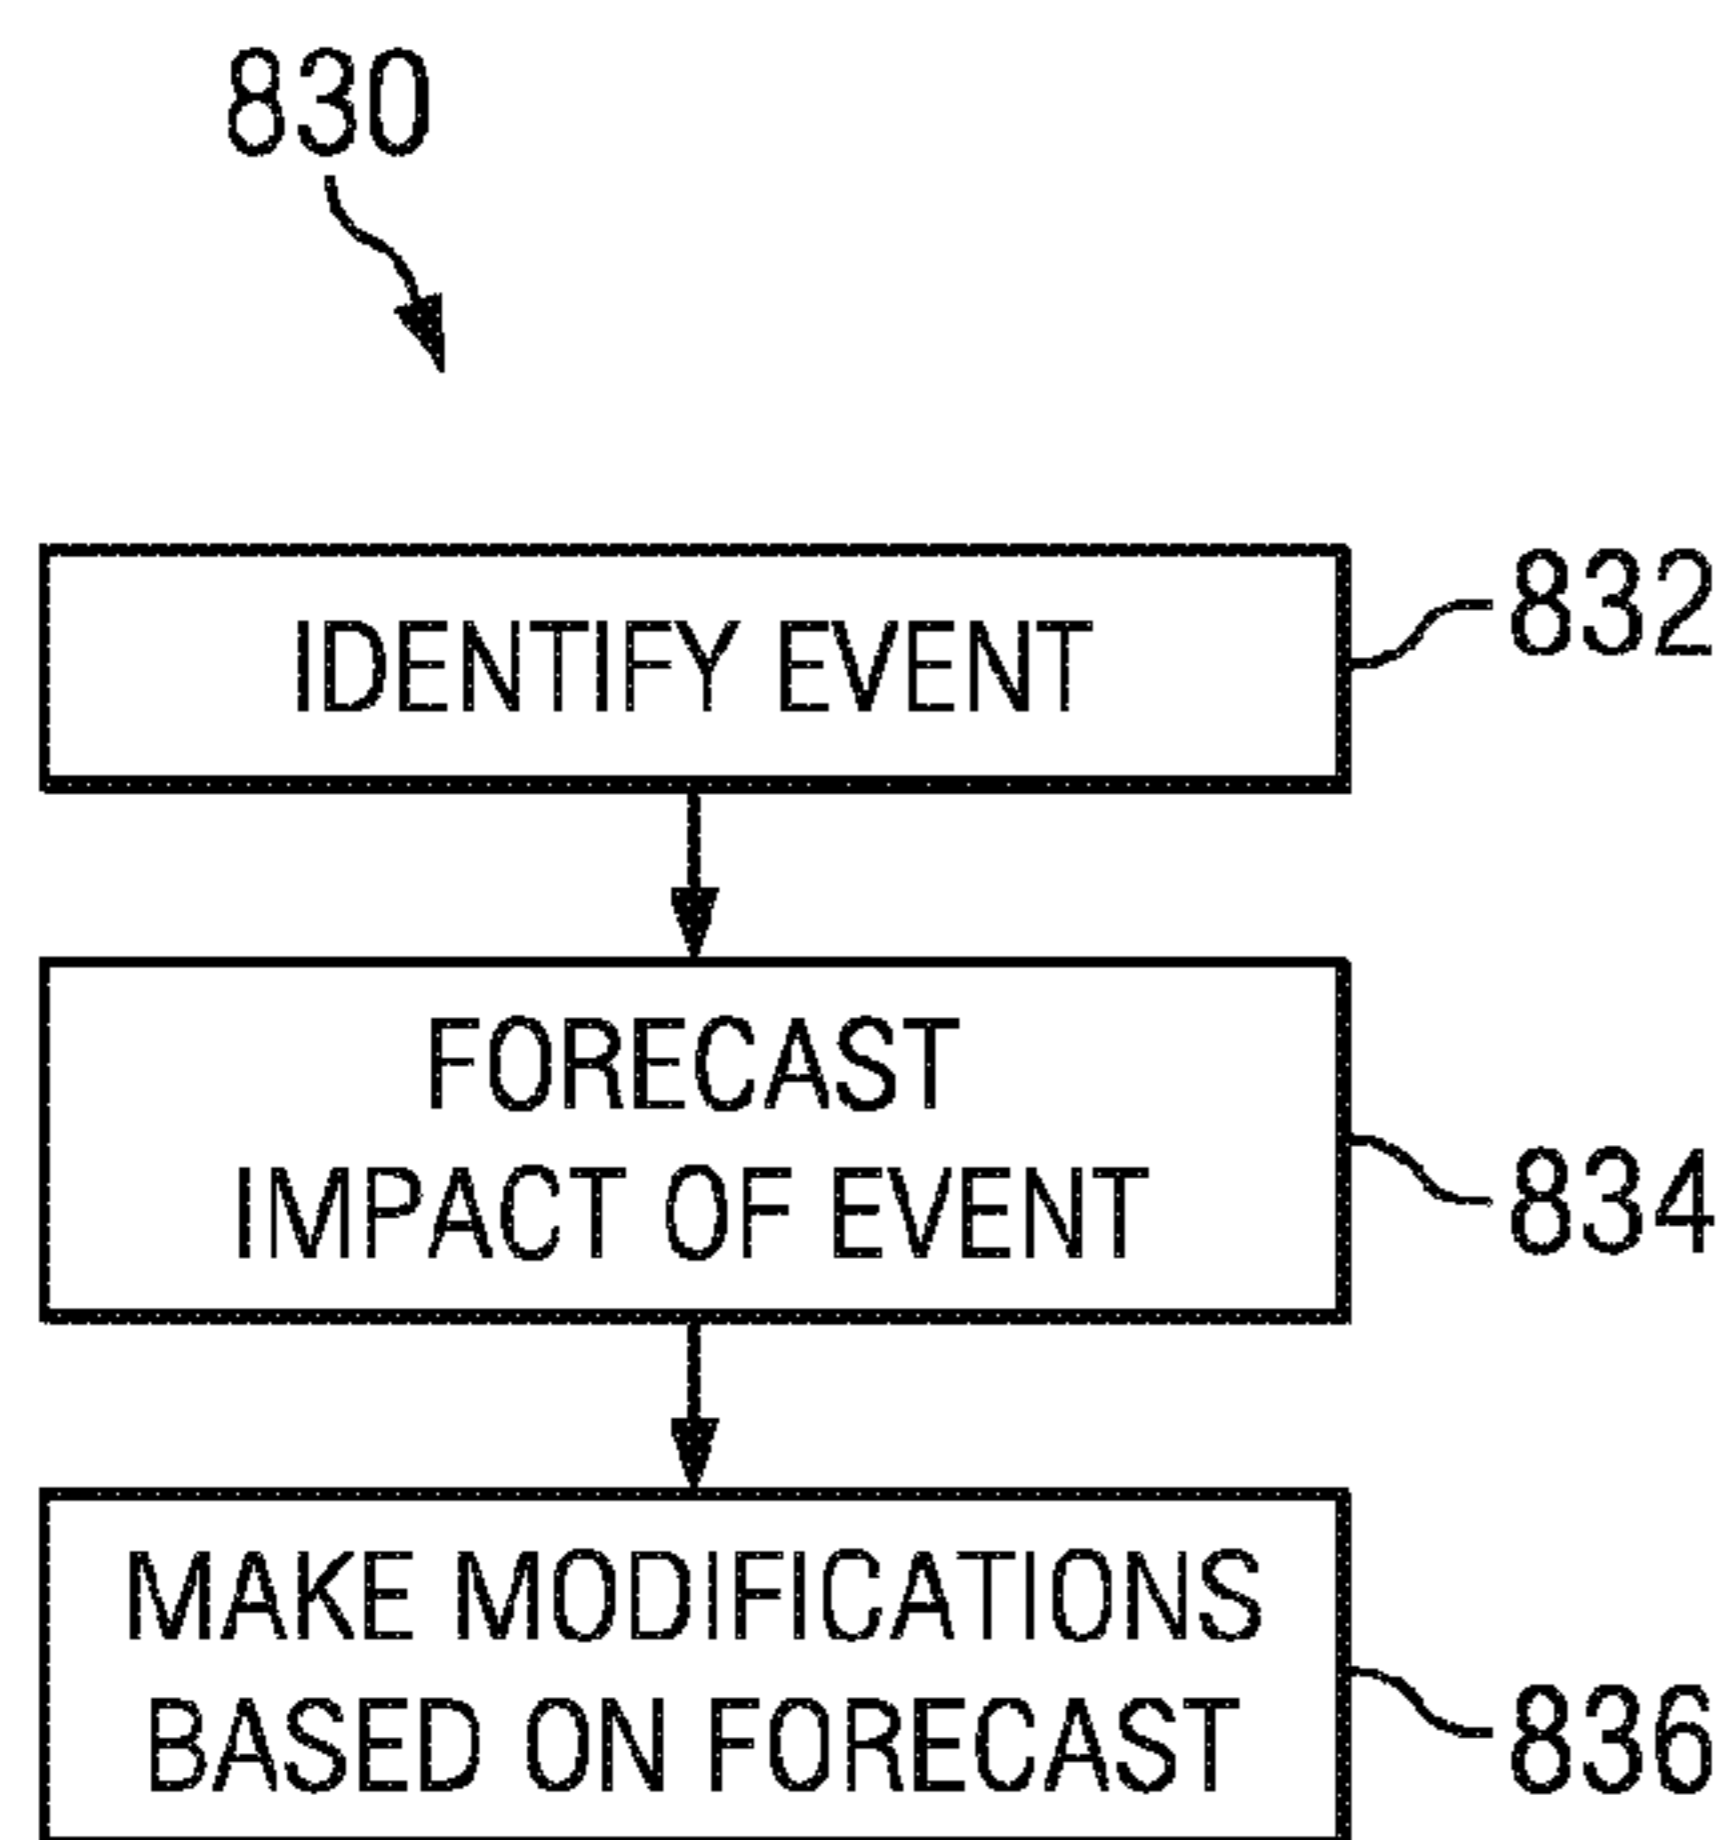 830
IDENTIFY EVENT
832
FORECAST
IMPACT OF EVENT
834
MAKE MODIFICATIONS
BASED ON FORECAST
836